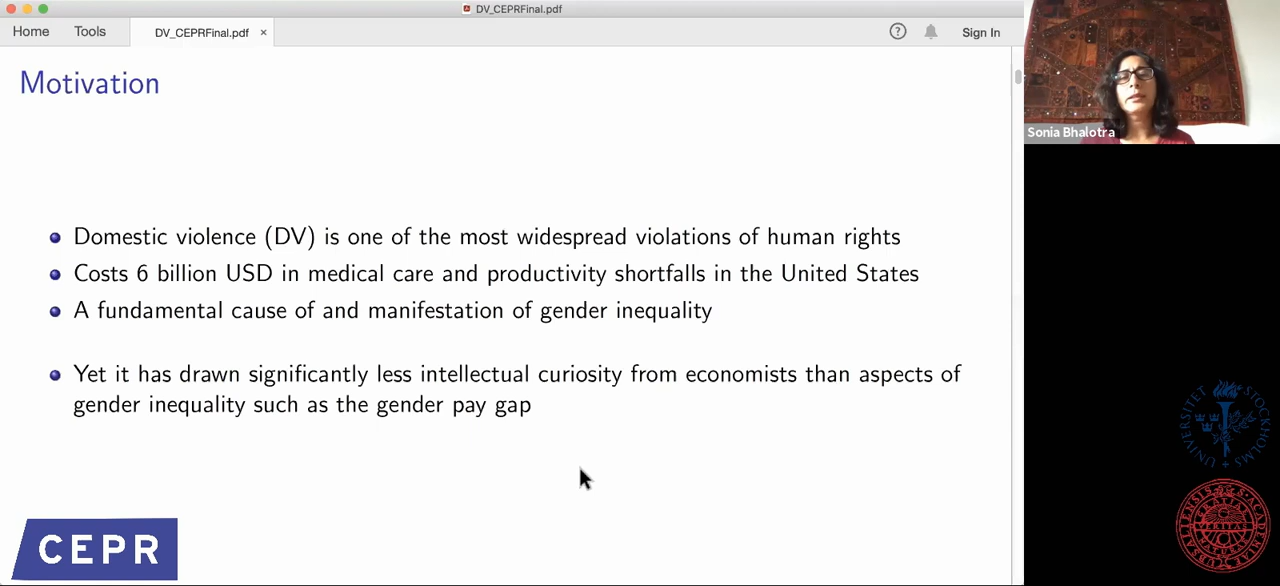 DV_CEPRFinal.pdf
Home Tools DV_CEPRFinal.pdf × ? Sign In
Motivation
Domestic violence (DV) is one of the most widespread violations of human rights
Costs 6 billion USD in medical care and productivity shortfalls in the United States
A fundamental cause of and manifestation of gender inequality
Yet it has drawn significantly less intellectual curiosity from economists than aspects of
gender inequality such as the gender pay gap
CEPR
Sonia Bhalotra
UNIVERSITET STOCKHOLMS
VERITAS